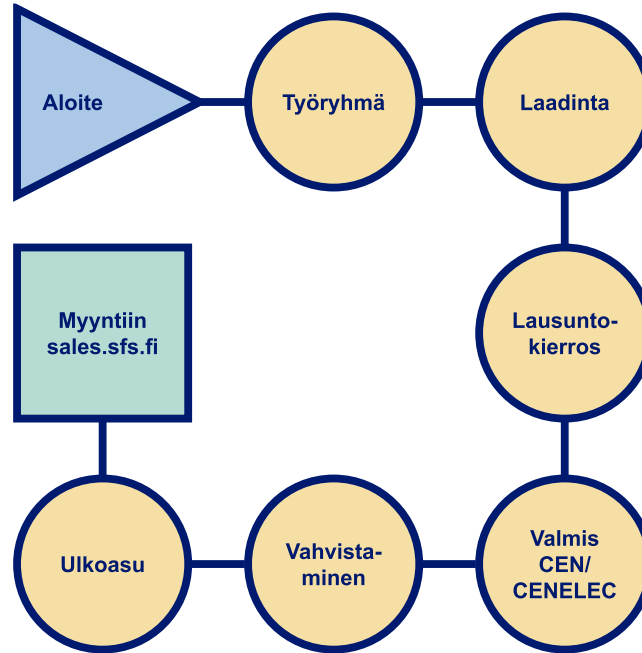 Aloite
Työryhmä
Laadinta
Lausunto-
kierros
Valmis
CEN/
CENELEC
Vahvista-
minen
Ulkoasu
Myyntiin
sales.sfs.fi